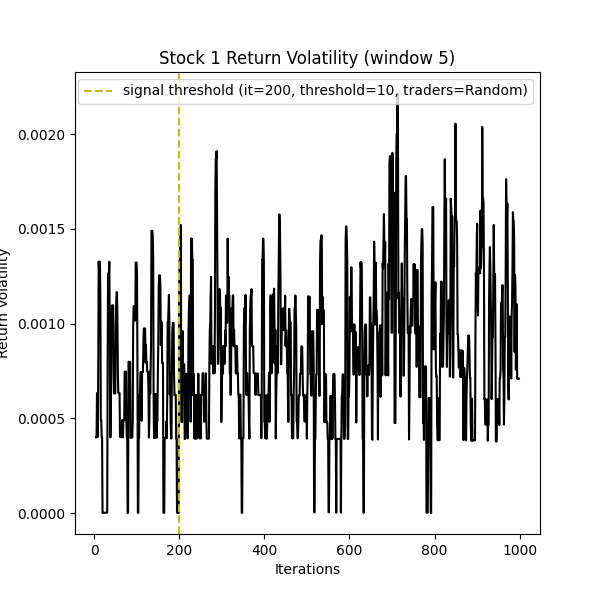 Stock 1 Return Volatility (window 5)
signal threshold (it=200, threshold=10, traders=Random)
0.0020
0.0015
0.0010
0.0005
0.0000
Return Volatility
0 200 400 600 800 1000
Iterations